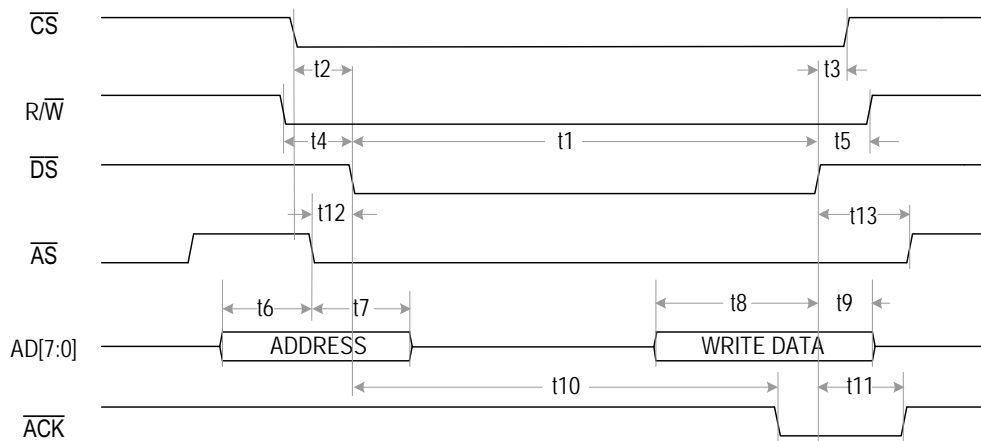 CS
t2
t3
R/W
t4
t1
t5
DS
t12
t13
AS
t6
t7
t8
t9
AD[7:0]
ADDRESS
WRITE DATA
t10
t11
ACK